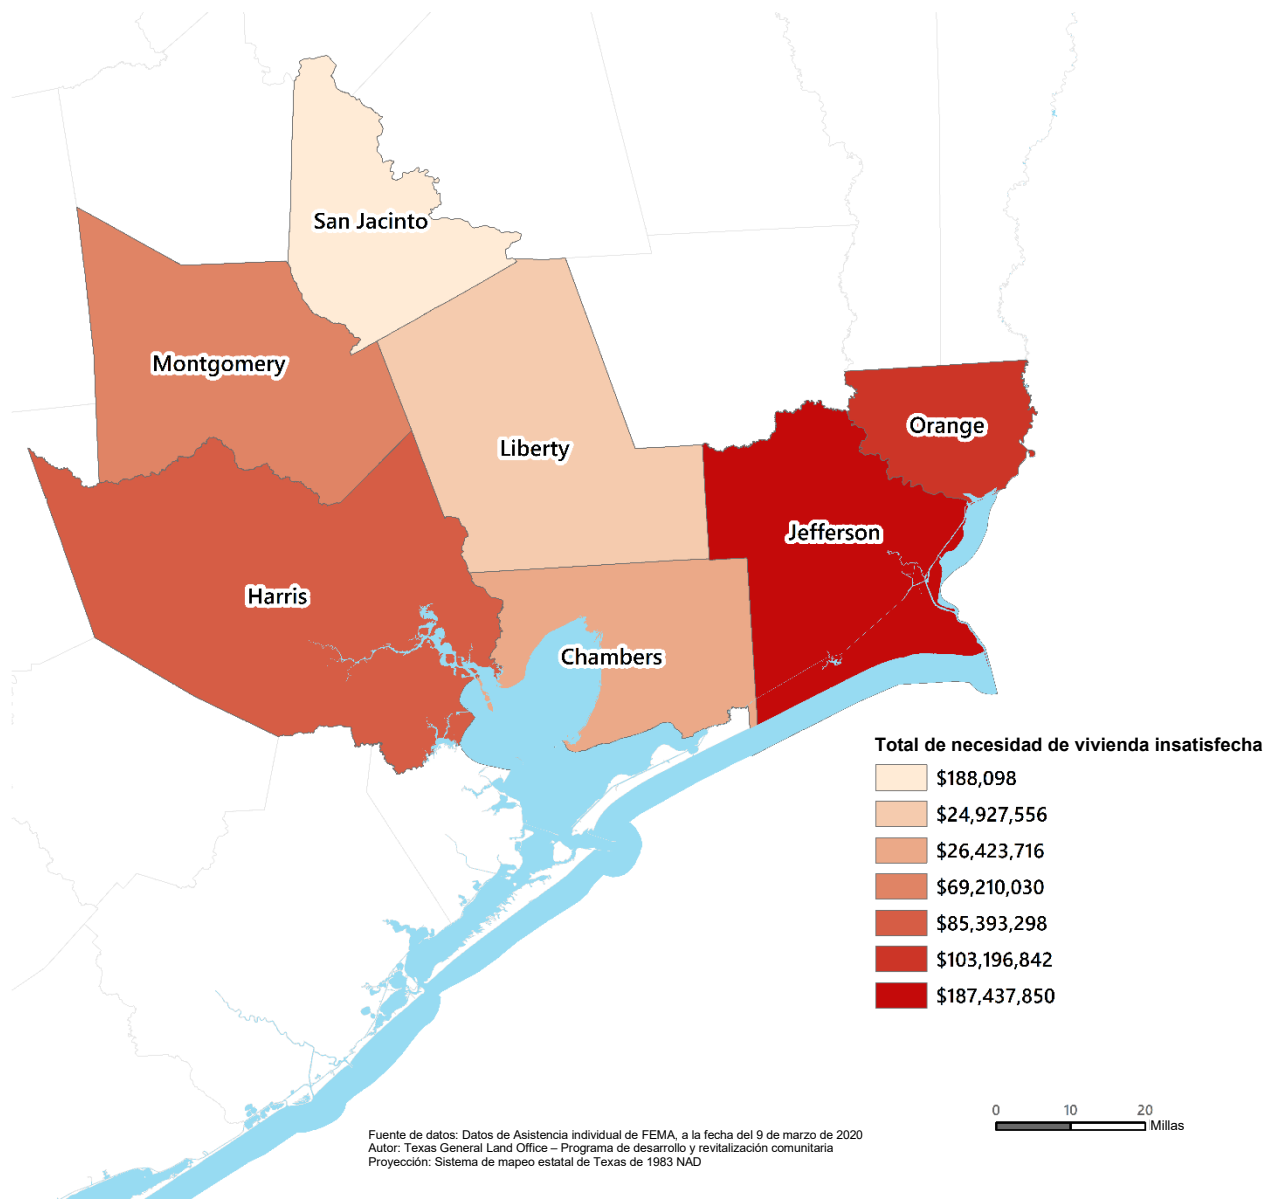 San Jacinto
Montgomery
Orange
Liberty
Jefferson
Harris
Chambers
Total de necesidad de vivienda insatisfecha
$188,098
$24,927,556
$26,423,716
$69,210,030
$85,393,298
$103,196,842
$187,437,850
0 10 20
Millas
Fuente de datos: Datos de Asistencia individual de FEMA, a la fecha del 9 de marzo de 2020
Autor: Texas General Land Office – Programa de desarrollo y revitalización comunitaria
Proyección: Sistema de mapeo estatal de Texas de 1983 NAD